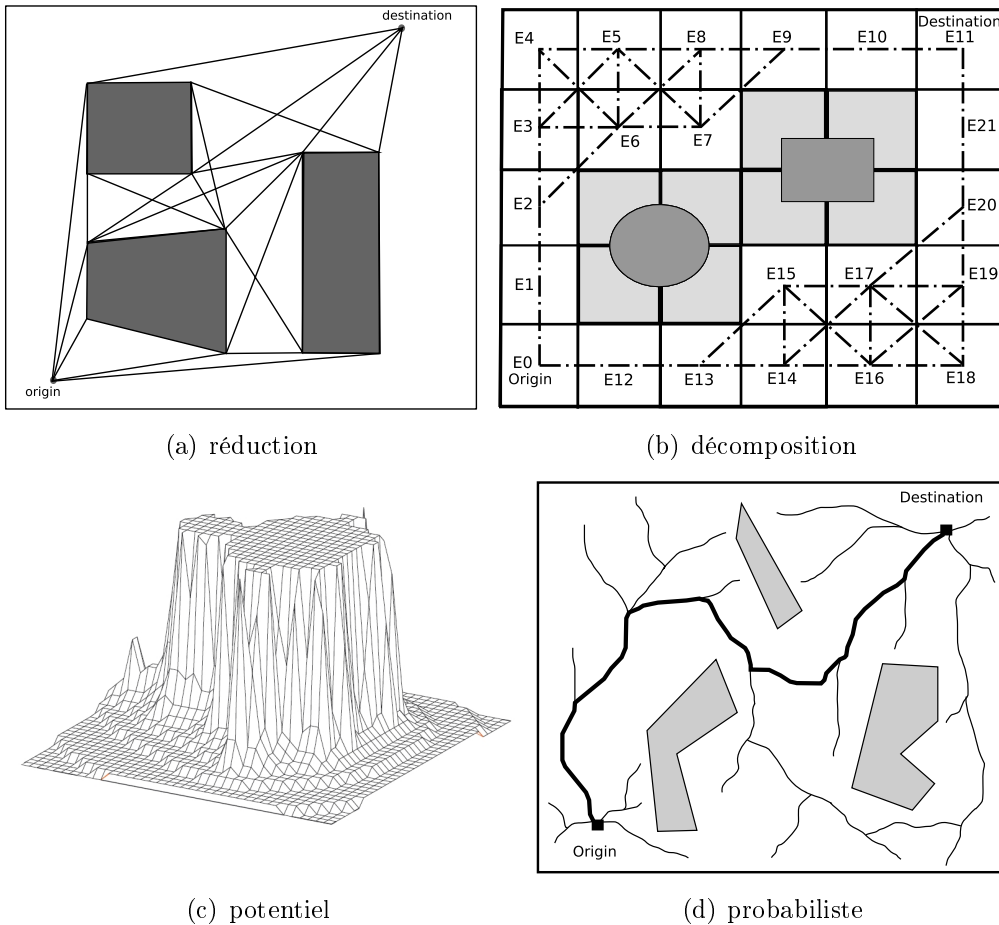 destination
origin
(a) réduction
Destination
E4 E5 E8 E9 E10 E11
E3 E6 E7 E21
E2 E20
E1 E15 E17 E19
E0
Origin E12 E13 E14 E16 E18
(b) décomposition
(c) potentiel
Destination
Origin
(d) probabiliste